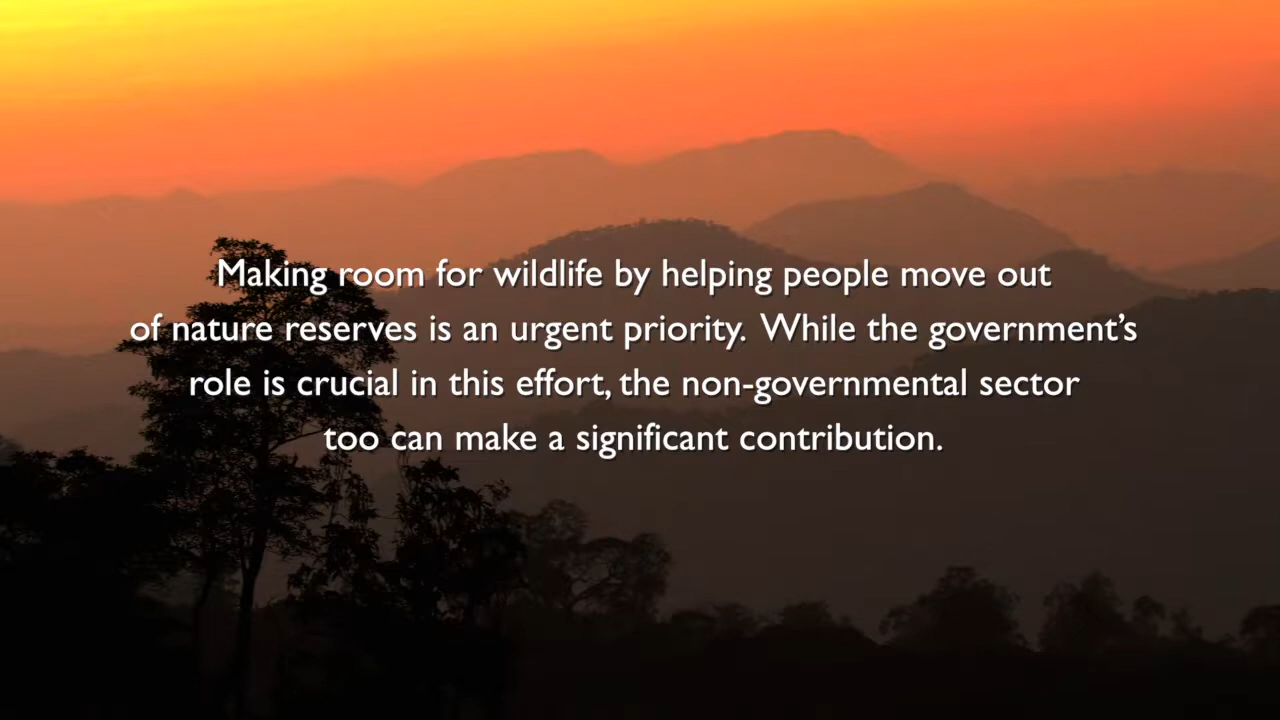 Making room for wildlife by helping people move out
of nature reserves is an urgent priority. While the government’s
role is crucial in this effort, the non-governmental sector
too can make a significant contribution.